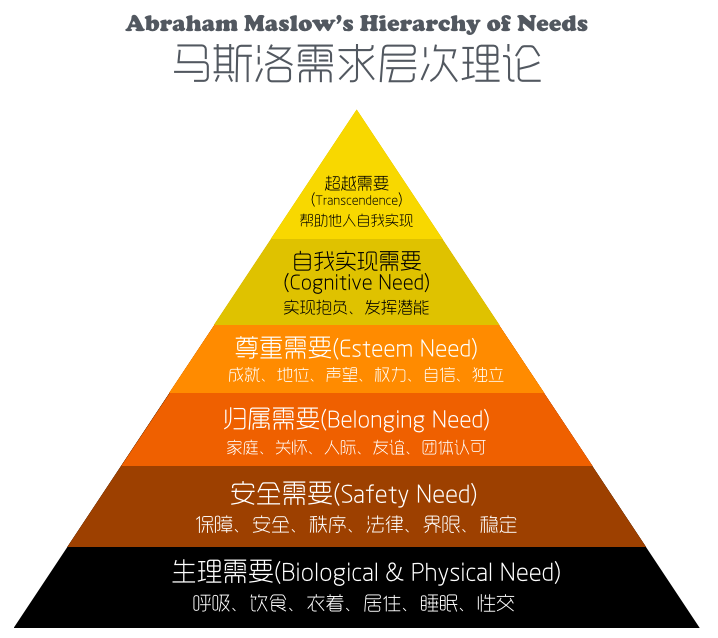 Abraham Maslow's Hierarchy of Needs
马斯洛需求层次理论
超越需要
(Transcendence)
帮助他人自我实现
自我实现需要
(Cognitive Need)
实现抱负、发挥潜能
尊重需要(Esteem Need)
成就、地位、声望、权力、自信、独立
归属需要(Belonging Need)
家庭、关怀、人际、友谊、团体认可
安全需要(Safety Need)
保障、安全、秩序、法律、界限、稳定
生理需要(Biological & Physical Need)
呼吸、饮食、衣着、居住、睡眠、性交